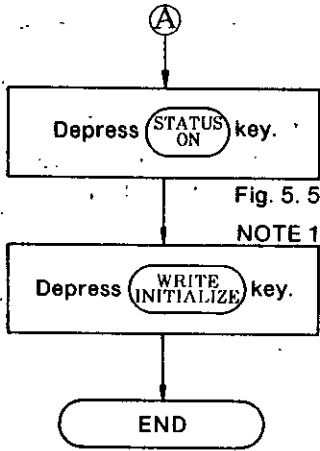 A
Depress STATUS ON key.
Fig. 5. 5
NOTE 1
Depress WRITE INITIALIZE key.
END